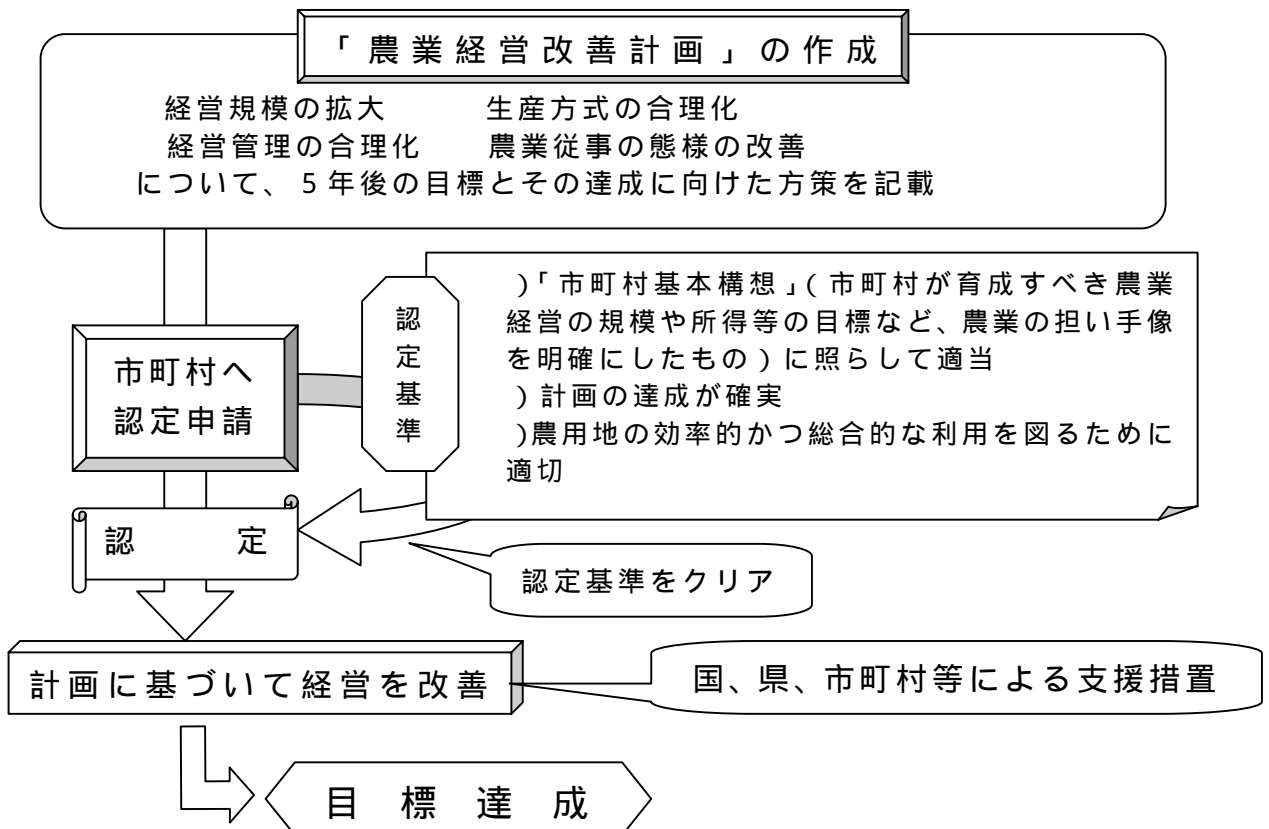 「農業経営改善計画」の作成
経営規模の拡大　　生産方式の合理化
経営管理の合理化　　農業従事の態様の改善
について、5年後の目標とその達成に向けた方策を記載
市町村へ
認定申請
認定基準
)「市町村基本構想」(市町村が育成すべき農業
経営の規模や所得等の目標など、農業の担い手像
を明確にしたもの)に照らして適当
)計画の達成が確実
)農用地の効率的かつ総合的な利用を図るために
適切
認　定
認定基準をクリア
計画に基づいて経営を改善
国、県、市町村等による支援措置
目標達成